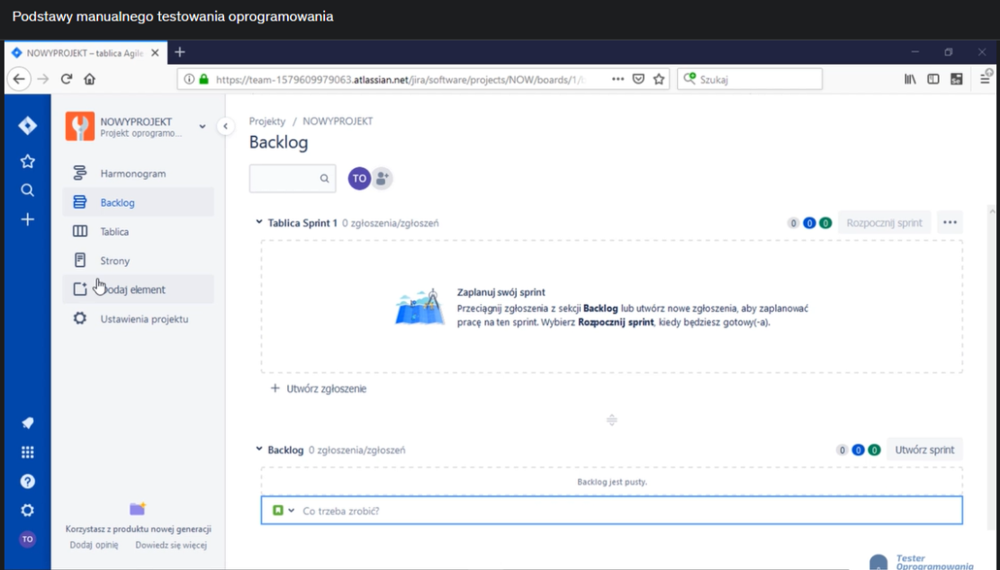 Podstawy manualnego testowania oprogramowania
NOWYPROJEKT – tablica Agile
https://team-1579609979063.atlassian.net/jira/software/projects/NOW/boards/1/
Szukaj
NOWYPROJEKT
Projekt oprogramo...
Harmonogram
Backlog
Tablica
Strony
Dodaj element
Ustawienia projektu
Korzystasz z produktu nowej generacji
Dodaj opinię Dowiedz się więcej
TO
Projekty / NOWYPROJEKT
Backlog
TO
Tablica Sprint 1 0 zgłoszenia/zgłoszeń 0 0 0 Rozpocznij sprint
Zaplanuj swój sprint
Przeciągnij zgłoszenia z sekcji Backlog lub utwórz nowe zgłoszenia, aby zaplanować
pracę na ten sprint. Wybierz Rozpocznij sprint, kiedy będziesz gotowy(-a).
+ Utwórz zgłoszenie
Backlog 0 zgłoszenia/zgłoszeń 0 0 0 Utwórz sprint
Backlog jest pusty.
Co trzeba zrobić?
Tester
Oprogramowania